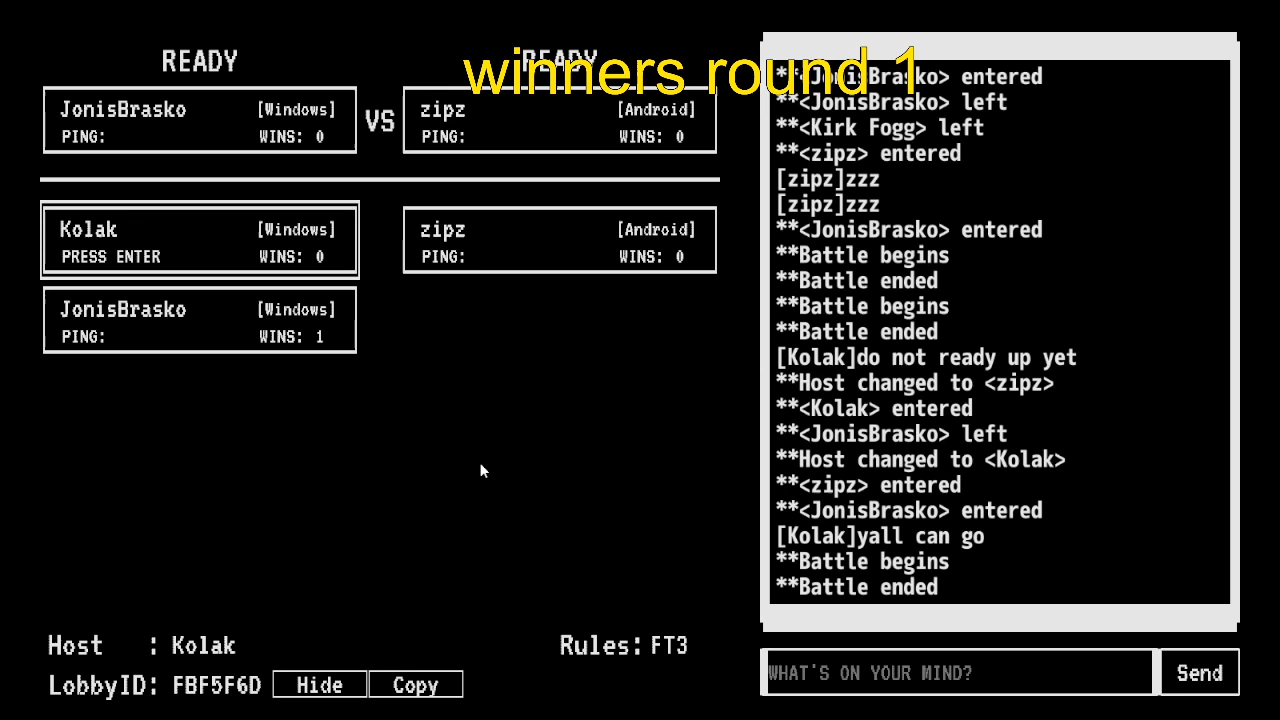 winners round 1
READY READY
JonisBrasko [Windows]
PING: WINS: 0
VS
zipz [Android]
PING: WINS: 0
Kolak [Windows]
PRESS ENTER WINS: 0
zipz [Android]
PING: WINS: 0
JonisBrasko [Windows]
PING: WINS: 1
Host : Kolak
Rules: FT3
LobbyID: FBF5F6D Hide Copy
**<JonisBrasko> entered
**<JonisBrasko> left
**<Kirk Fogg> left
**<zipz> entered
[zipz]zzz
[zipz]zzz
**<JonisBrasko> entered
**Battle begins
**Battle ended
**Battle begins
**Battle ended
[Kolak]do not ready up yet
**Host changed to <zipz>
**<Kolak> entered
**<JonisBrasko> left
**Host changed to <Kolak>
**<zipz> entered
**<JonisBrasko> entered
[Kolak]yall can go
**Battle begins
**Battle ended
WHAT'S ON YOUR MIND? Send